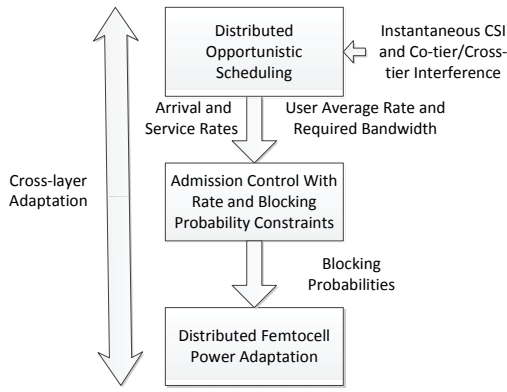 Distributed
Opportunistic
Scheduling
Instantaneous CSI
and Co-tier/Cross-
tier Interference
Arrival and
Service Rates
User Average Rate and
Required Bandwidth
Cross-layer
Adaptation
Admission Control With
Rate and Blocking
Probability Constraints
Blocking
Probabilities
Distributed Femtocell
Power Adaptation